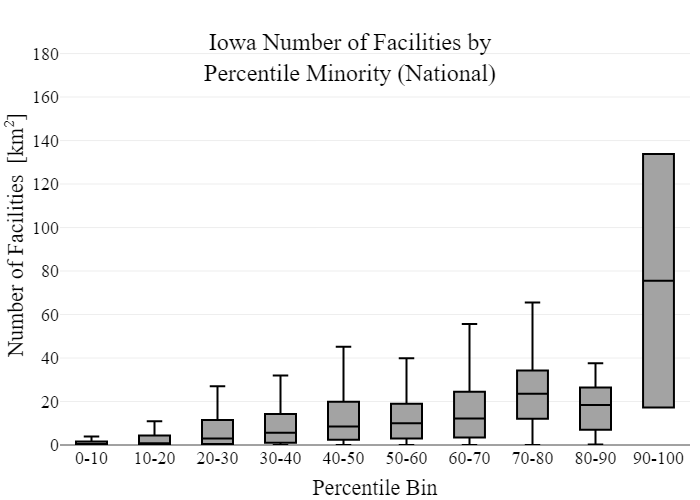 Iowa Number of Facilities by
Percentile Minority (National)
Number of Facilities [km²]
180
160
140
120
100
80
60
40
20
0
0-10 10-20 20-30 30-40 40-50 50-60 60-70 70-80 80-90 90-100
Percentile Bin